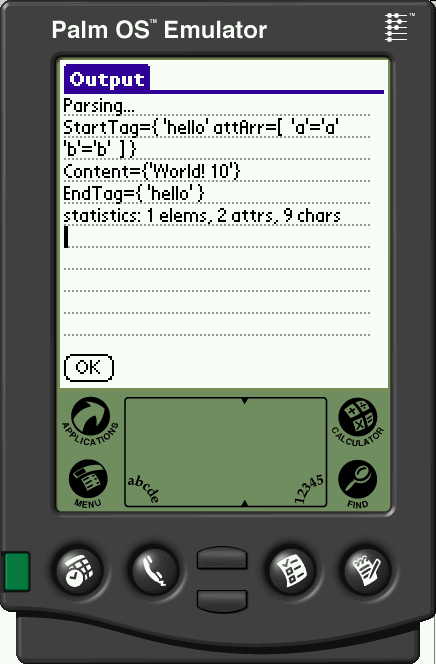 Palm OS™ Emulator
™
Output
Parsing...
StartTag={ 'hello' attArr=[ 'a'='a'
'b'='b' ] }
Content={'World! 10'}
EndTag={ 'hello' }
statistics: 1 elems, 2 attrs, 9 chars
OK
APPLICATIONS
CALCULATOR
abcde
12345
MENU
FIND